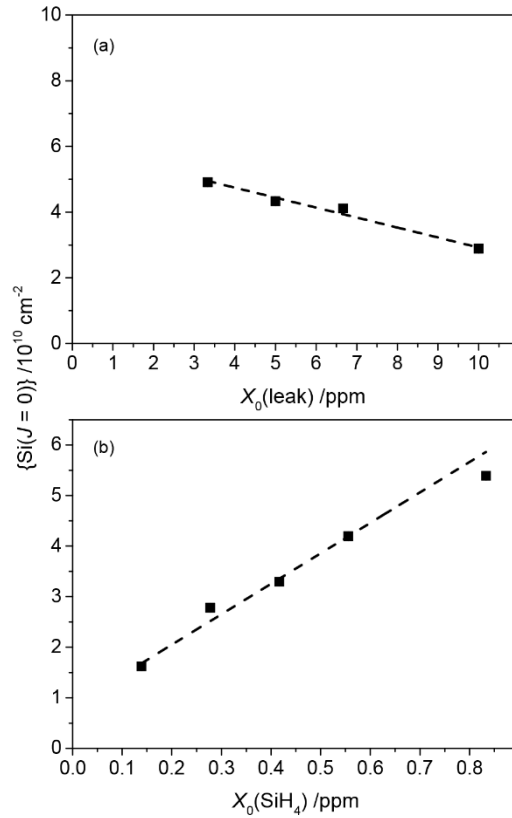 10
(a)
8
6
4
2
0
0 1 2 3 4 5 6 7 8 9 10
X₀(leak) /ppm
{Si(J = 0)} /10¹⁰ cm⁻²
6
(b)
5
4
3
2
1
0
0.0 0.1 0.2 0.3 0.4 0.5 0.6 0.7 0.8
X₀(SiH₄) /ppm